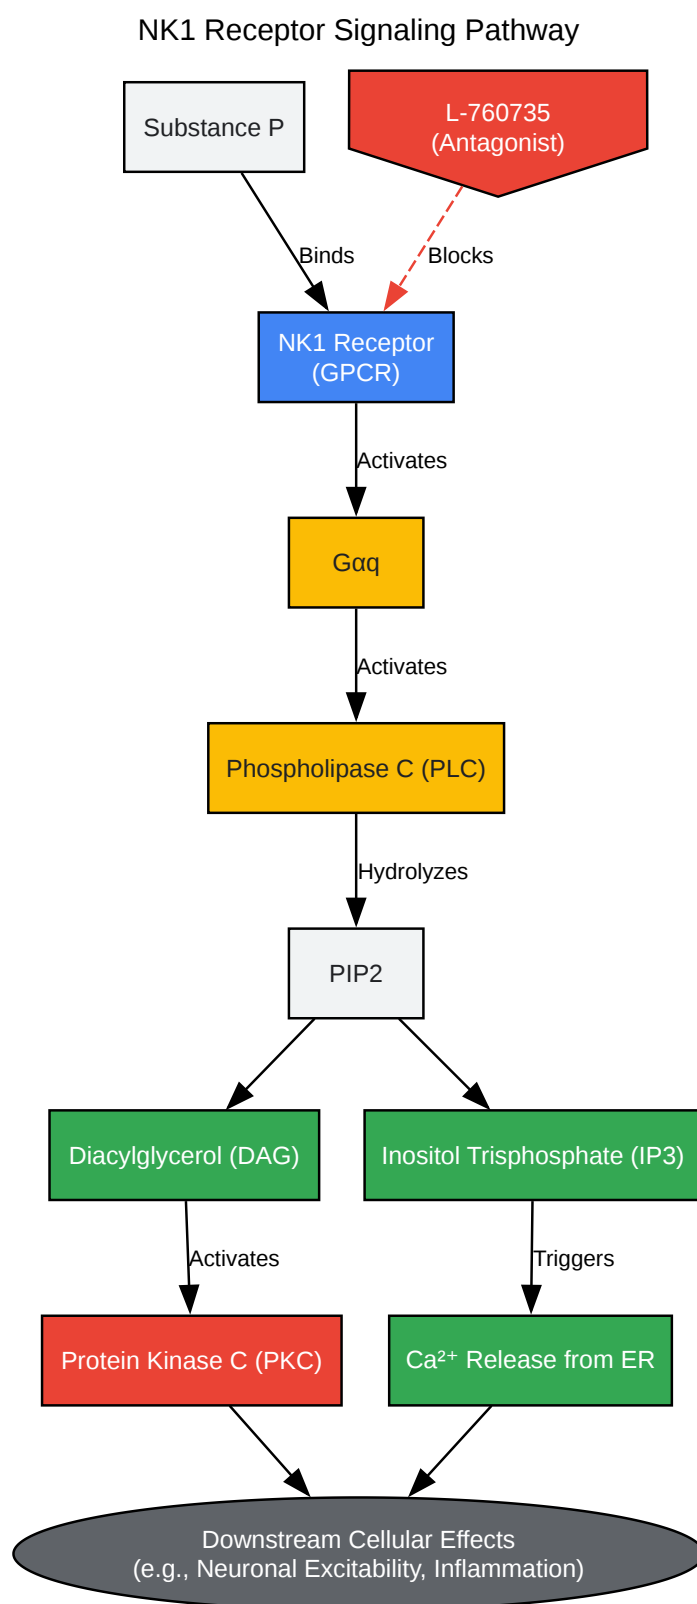 NK1 Receptor Signaling Pathway
Substance P
L-760735
(Antagonist)
Binds
Blocks
NK1 Receptor
(GPCR)
Activates
Gαq
Activates
Phospholipase C (PLC)
Hydrolyzes
PIP2
Diacylglycerol (DAG)
Inositol Trisphosphate (IP3)
Activates
Triggers
Protein Kinase C (PKC)
Ca²⁺ Release from ER
Downstream Cellular Effects
(e.g., Neuronal Excitability, Inflammation)